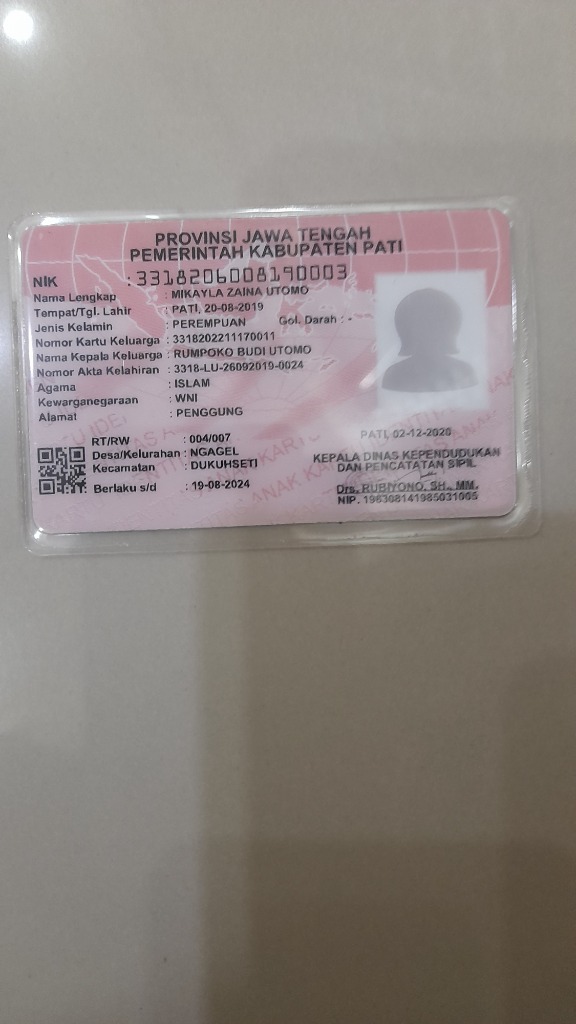 PROVINSI JAWA TENGAH
PEMERINTAH KABUPATEN PATI
NIK : 3318206008190003
Nama Lengkap : MIKAYLA ZAINA UTOMO
Tempat/Tgl. Lahir : PATI, 20-08-2019
Jenis Kelamin : PEREMPUAN Gol. Darah : -
Nomor Kartu Keluarga : 3318202211170011
Nama Kepala Keluarga : RUMPOKO BUDI UTOMO
Nomor Akta Kelahiran : 3318-LU-26092019-0024
Agama : ISLAM
Kewarganegaraan : WNI
Alamat : PENGGUNG
RT/RW : 004/007
Desa/Kelurahan : NGAGEL
Kecamatan : DUKUHSETI
Berlaku s/d : 19-08-2024
PATI, 02-12-2020
KEPALA DINAS KEPENDUDUKAN
DAN PENCATATAN SIPIL
Drs. RUBIYONO, SH., MM.
NIP. 196308141985031005